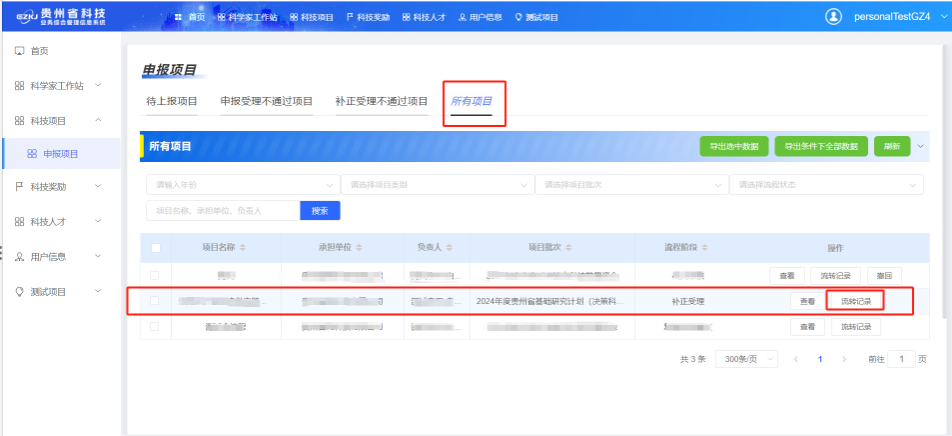 GZKJ 贵州省科技 首页 科学家工作站 科技项目 科技奖励 科技人才 用户信息 测试项目 personalTestGZ4
业务综合管理信息系统
首页
科学家工作站
科技项目
申报项目
科技奖励
科技人才
用户信息
测试项目
申报项目
待上报项目 申报受理不通过项目 补正受理不通过项目 所有项目
所有项目 导出选中数据 导出条件下全部数据 刷新
请输入年份 请选择项目类别 请选择项目批次 请选择流程状态
项目名称、承担单位、负责人 搜索
项目名称 承担单位 负责人 项目批次 流程阶段 操作
查看 流转记录 撤回
2024年度贵州省基础研究计划（决策科... 补正受理 查看 流转记录
查看 流转记录
共 3 条 300条/页 < 1 > 前往 1 页